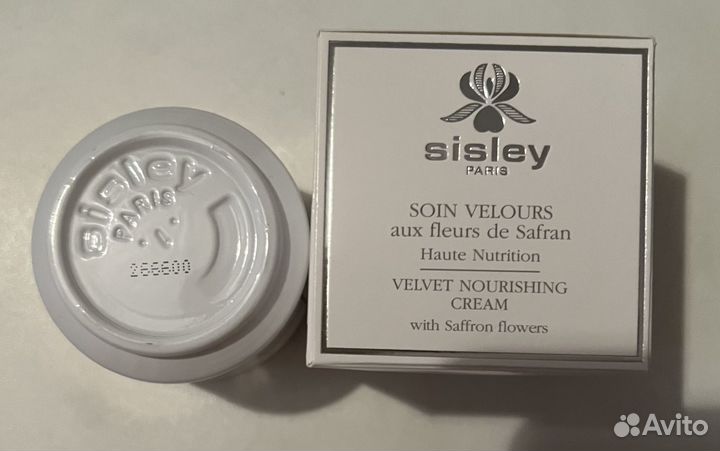 sisley
PARIS
266600
sisley
PARIS
SOIN VELOURS
aux fleurs de Safran
Haute Nutrition
VELVET NOURISHING
CREAM
with Saffron flowers
Avito